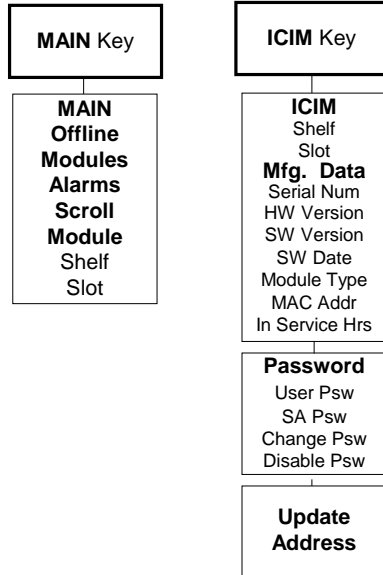 MAIN Key
MAIN
Offline
Modules
Alarms
Scroll
Module
Shelf
Slot
ICIM Key
ICIM
Shelf
Slot
Mfg. Data
Serial Num
HW Version
SW Version
SW Date
Module Type
MAC Addr
In Service Hrs
Password
User Psw
SA Psw
Change Psw
Disable Psw
Update
Address